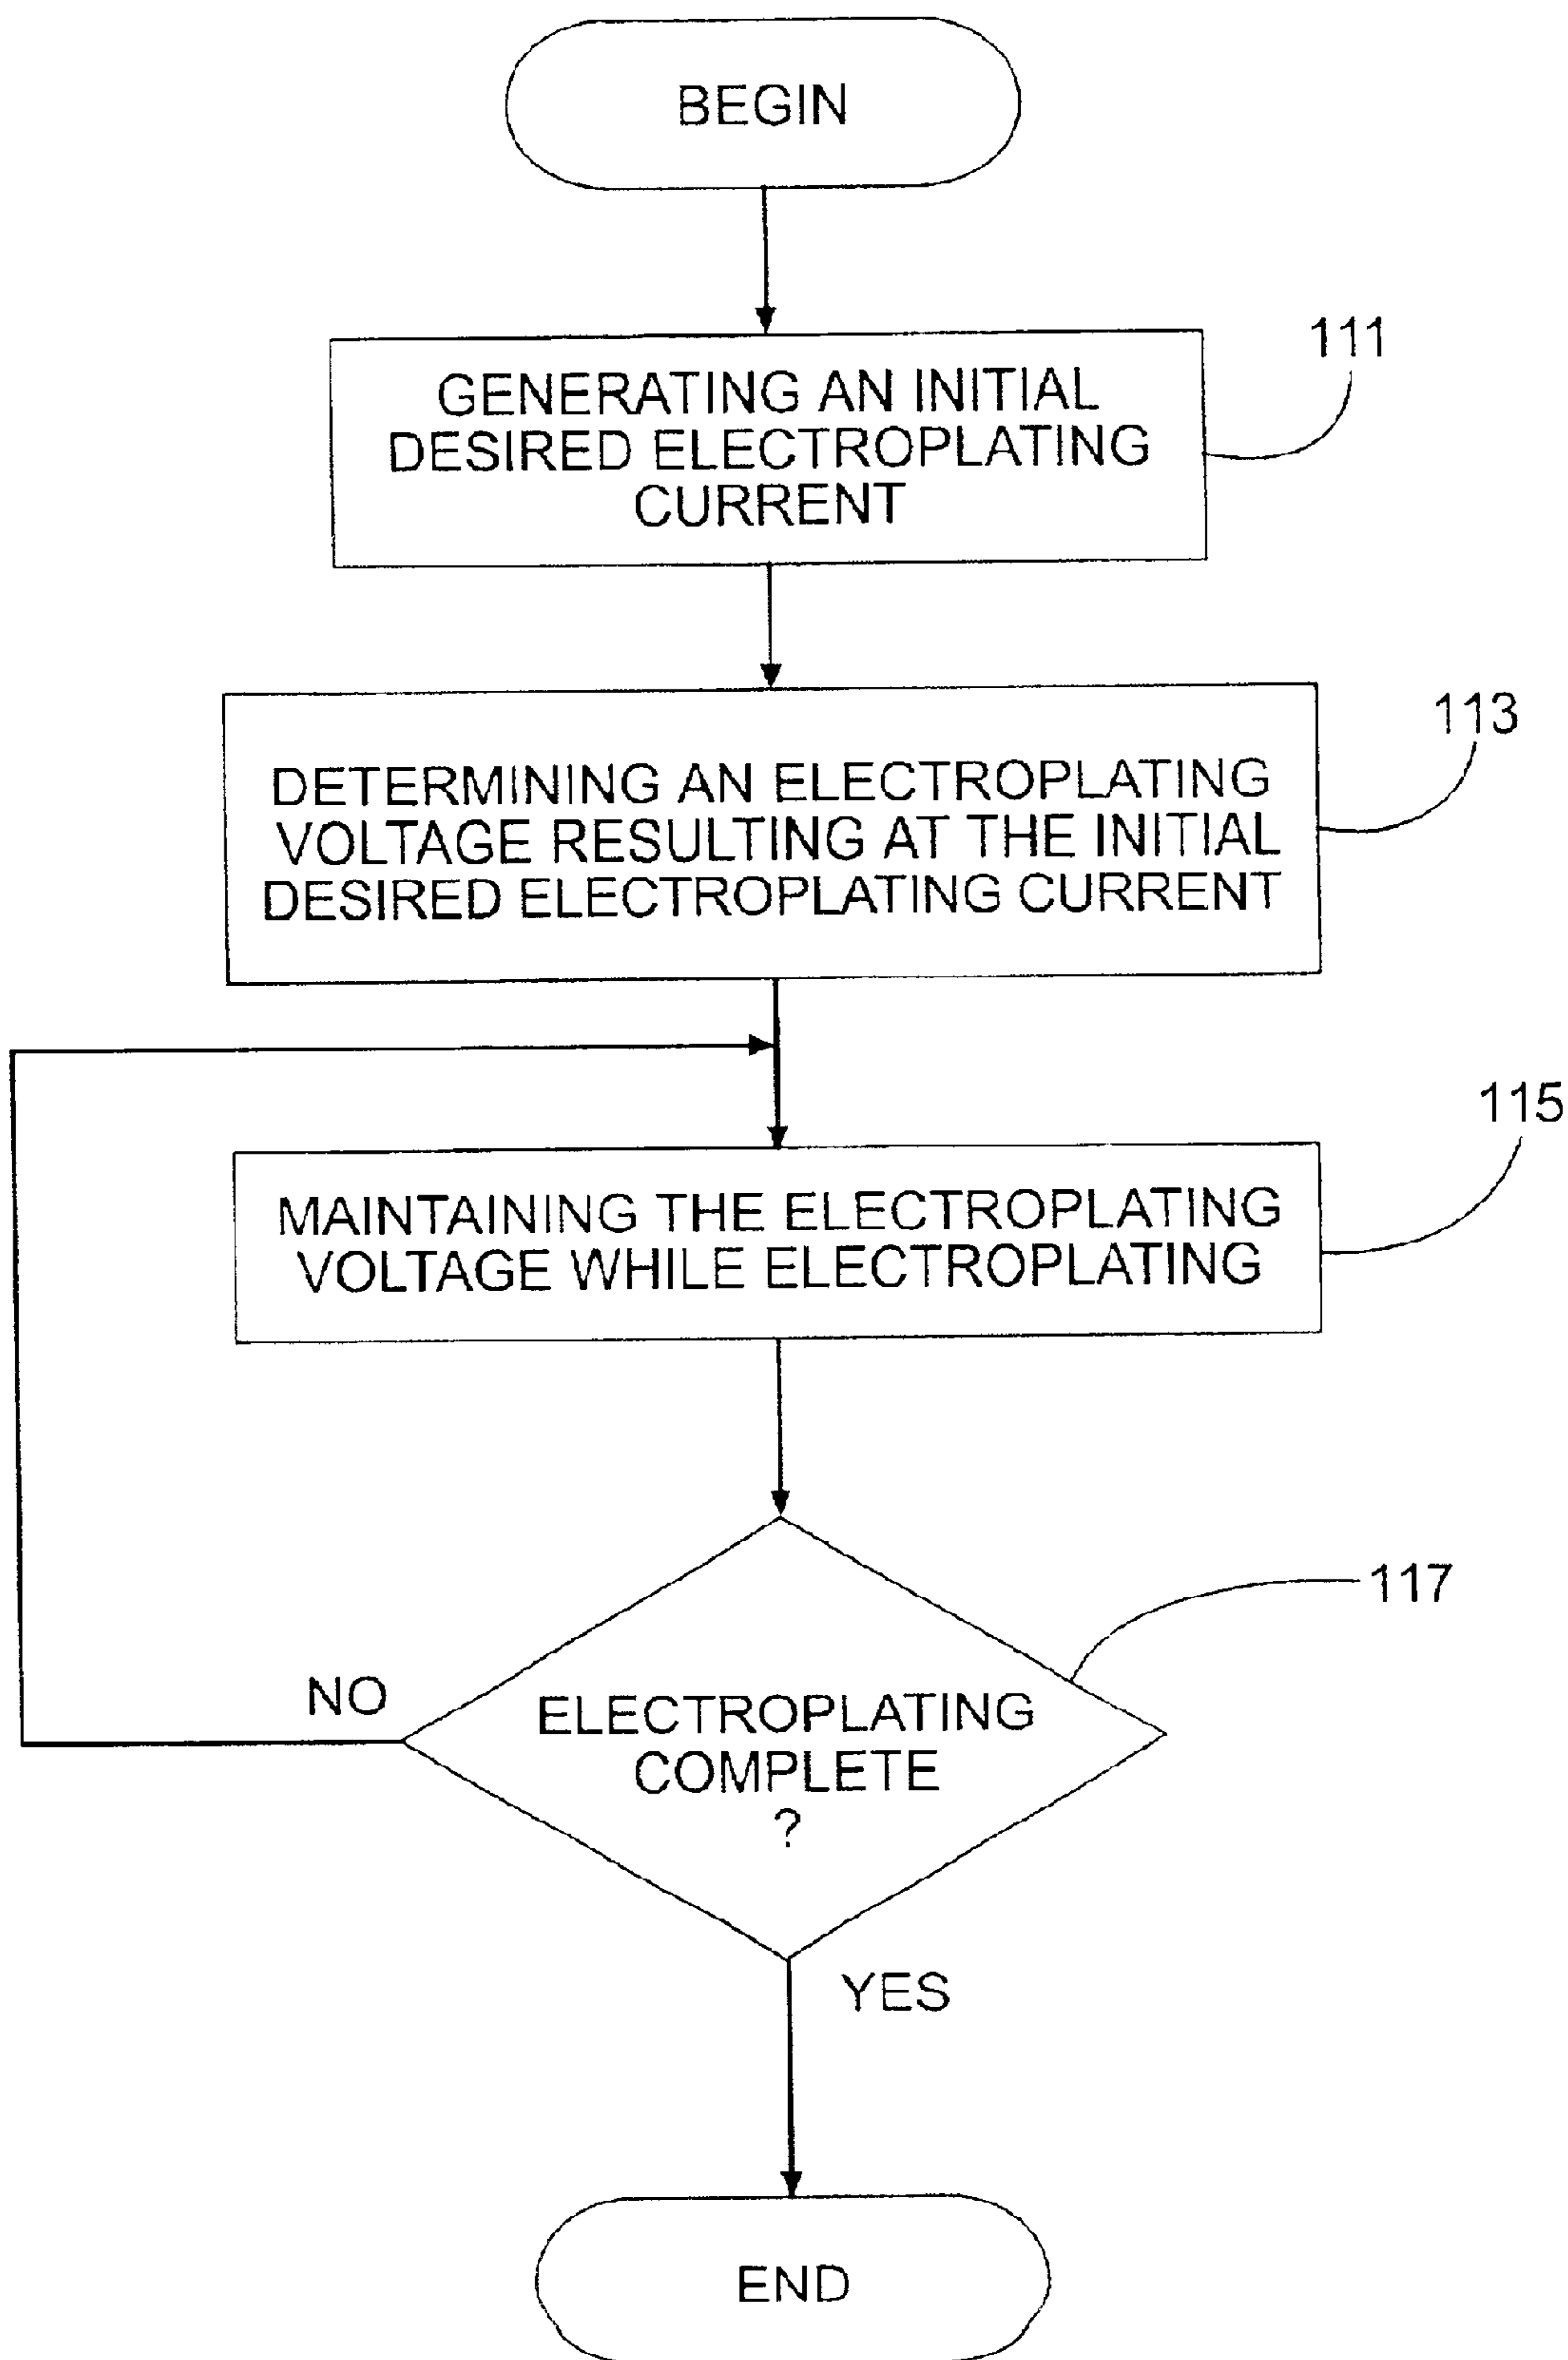 BEGIN
111
GENERATING AN INITIAL
DESIRED ELECTROPLATING
CURRENT
113
DETERMINING AN ELECTROPLATING
VOLTAGE RESULTING AT THE INITIAL
DESIRED ELECTROPLATING CURRENT
115
MAINTAINING THE ELECTROPLATING
VOLTAGE WHILE ELECTROPLATING
117
NO
ELECTROPLATING
COMPLETE
?
YES
END